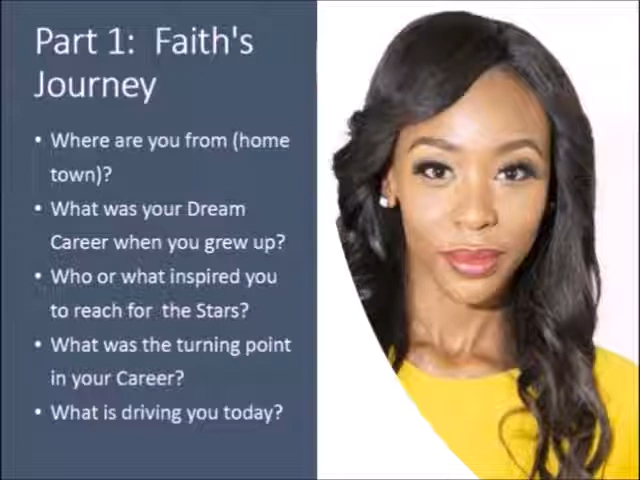 Part 1:  Faith's
Journey
• Where are you from (home
town)?
• What was your Dream
Career when you grew up?
• Who or what inspired you
to reach for  the Stars?
• What was the turning point
in your Career?
• What is driving you today?